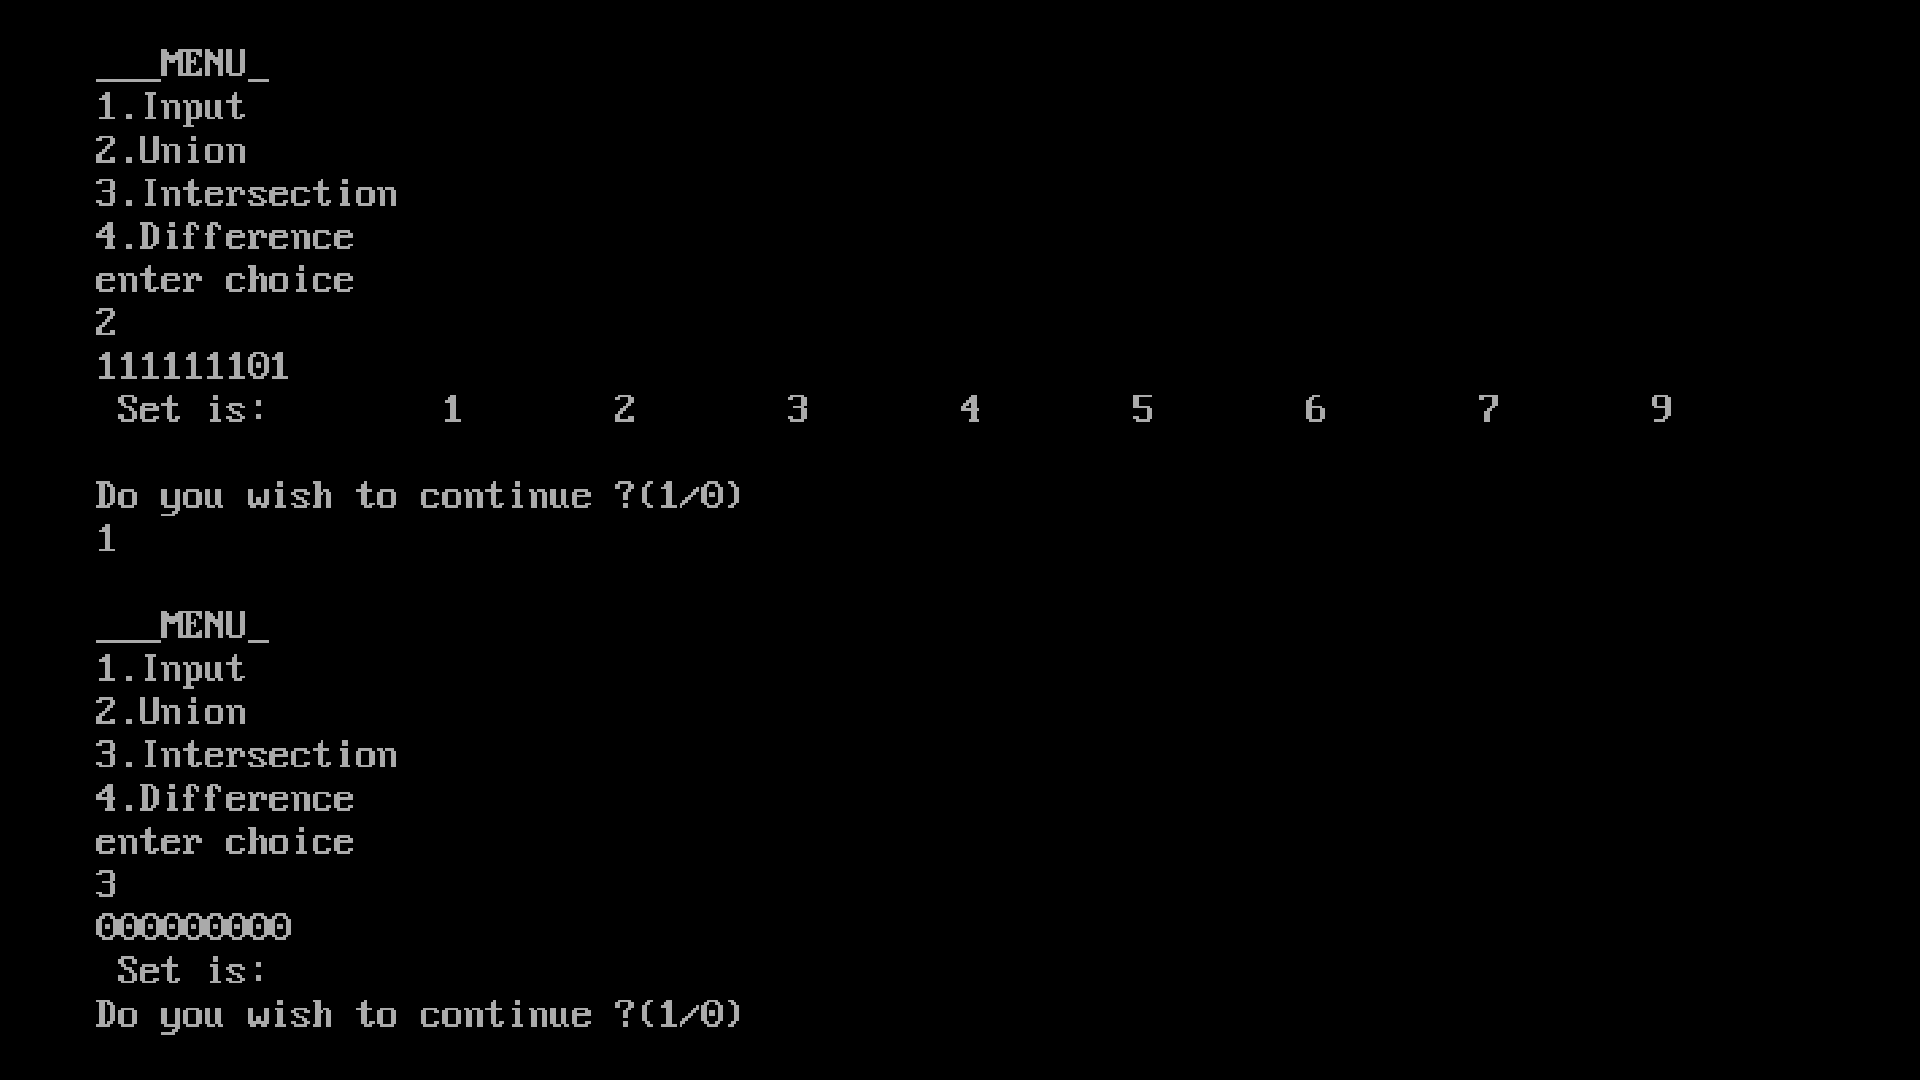 ___MENU_
1.Input
2.Union
3.Intersection
4.Difference
enter choice
2
111111101
Set is: 1 2 3 4 5 6 7 9
Do you wish to continue ?(1/0)
1
___MENU_
1.Input
2.Union
3.Intersection
4.Difference
enter choice
3
000000000
Set is:
Do you wish to continue ?(1/0)